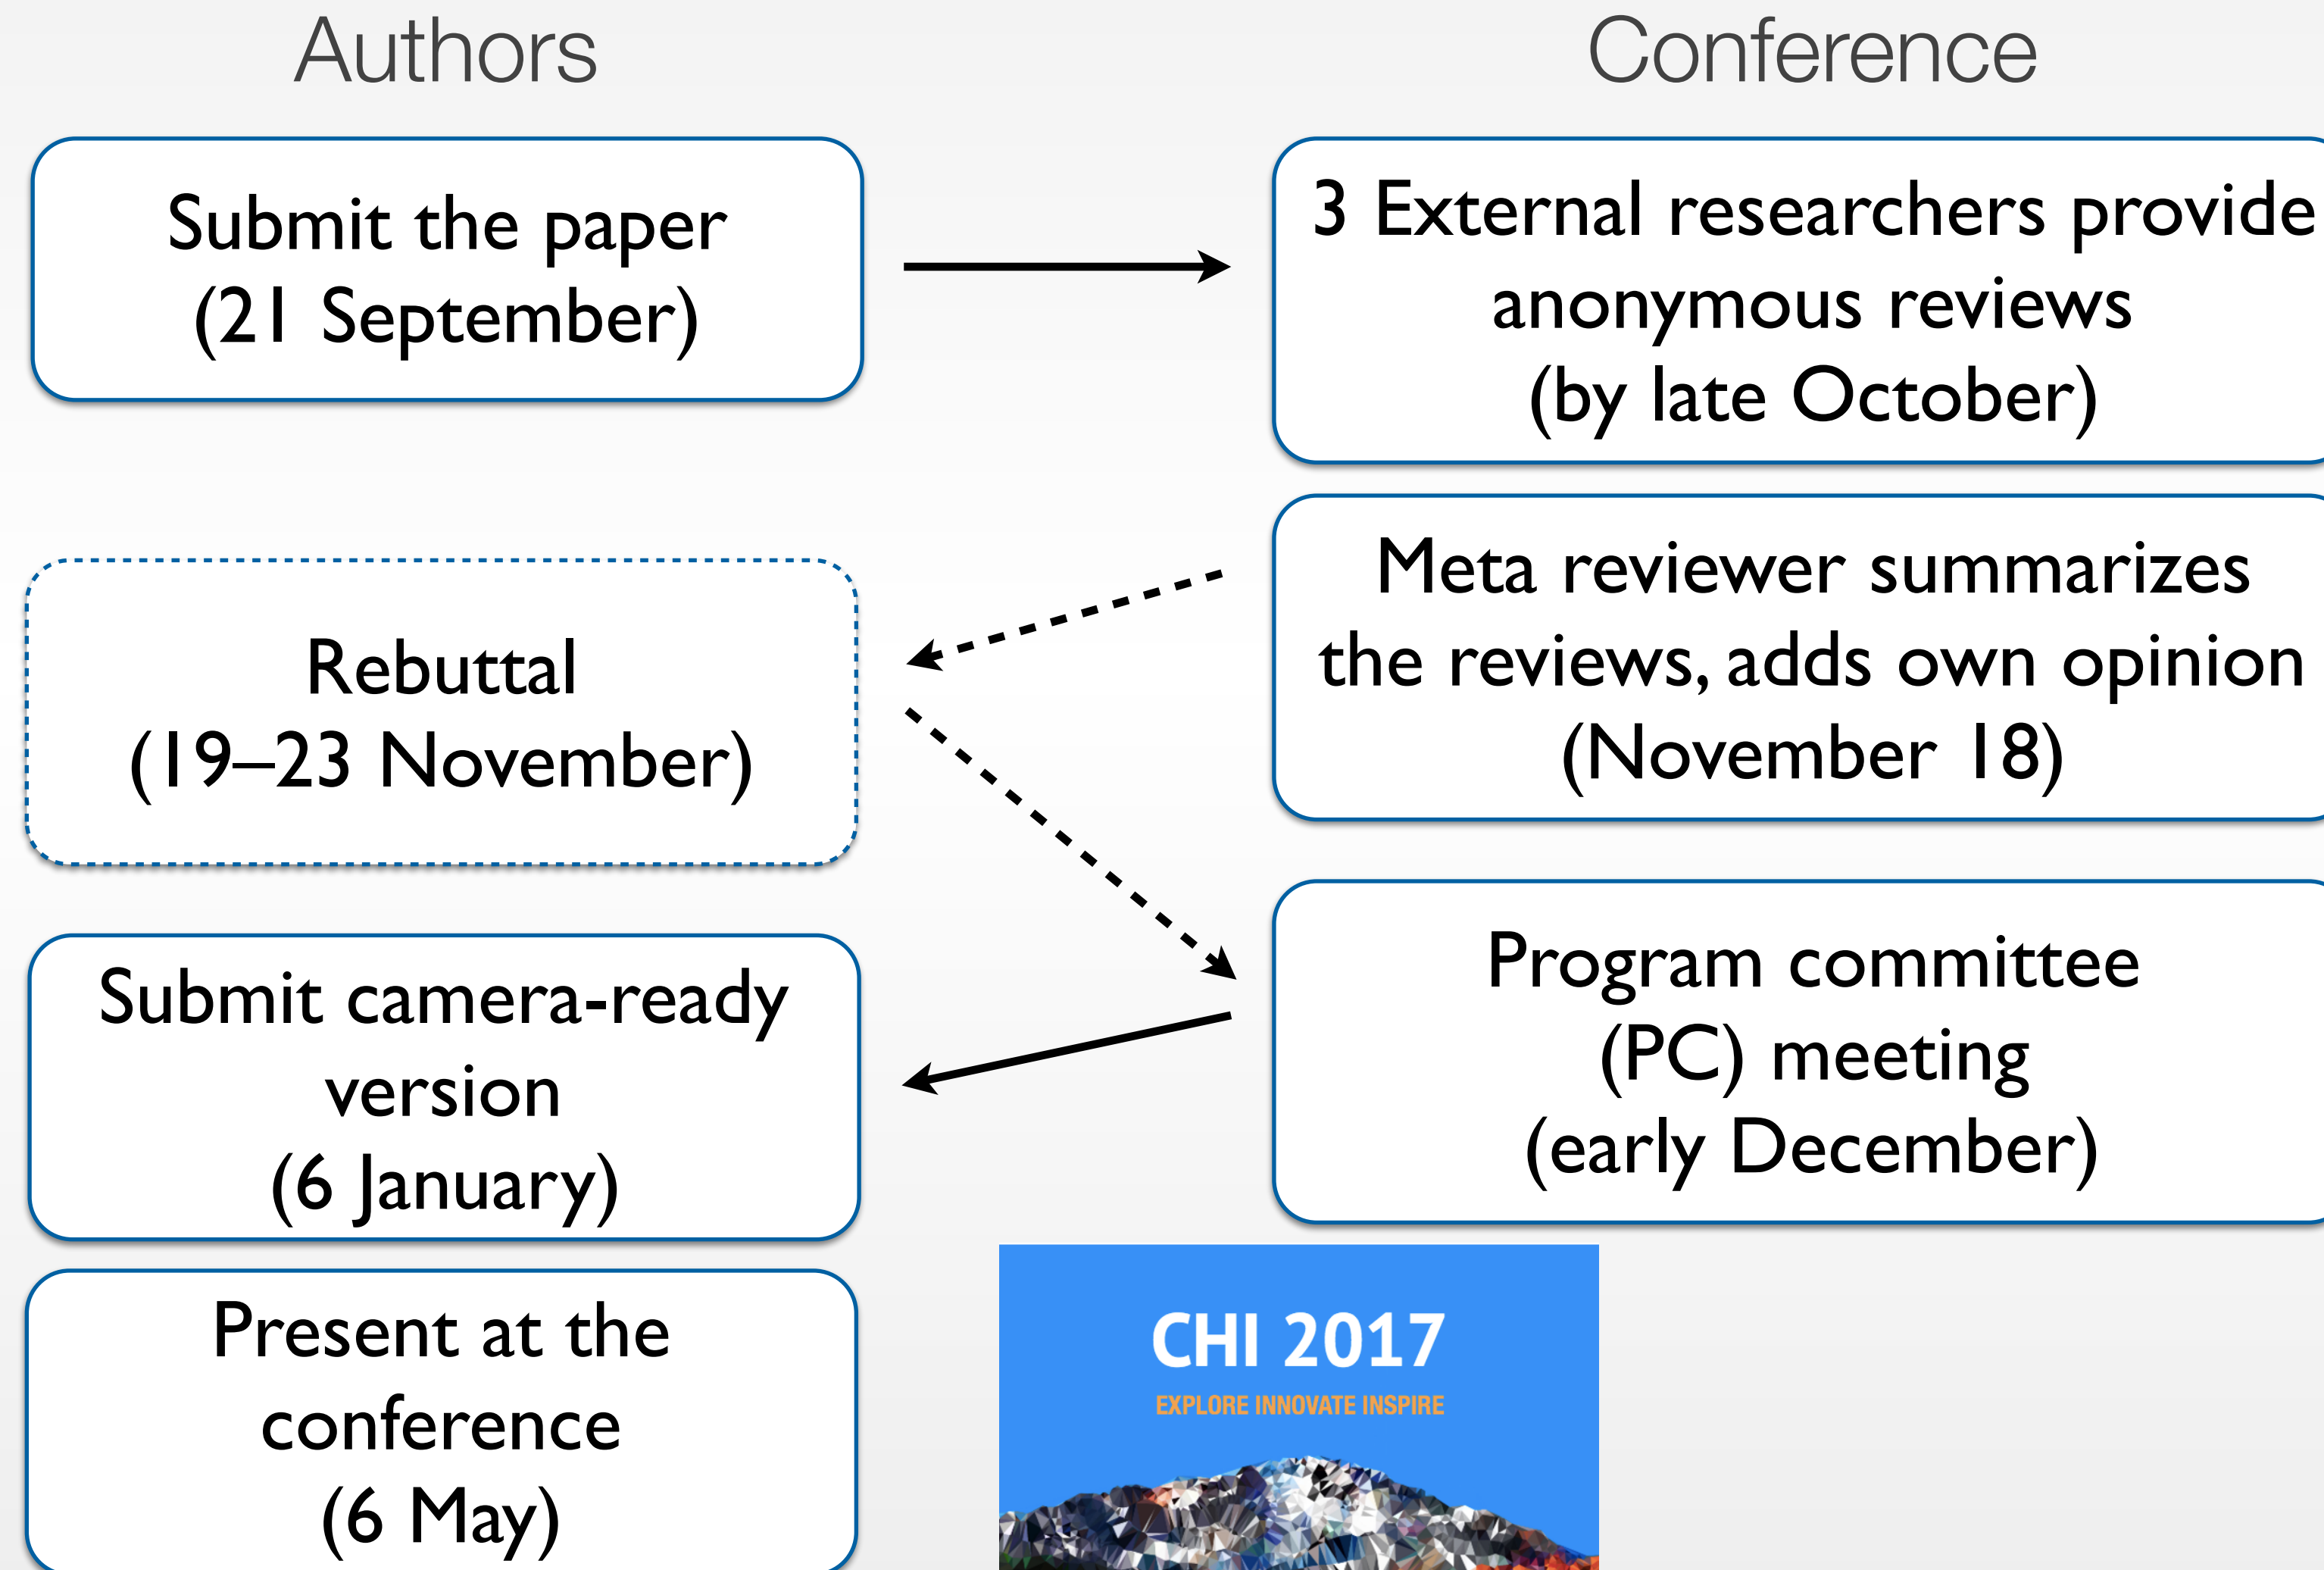 Authors
Conference
Submit the paper
(21 September)
3 External researchers provide
anonymous reviews
(by late October)
Meta reviewer summarizes
the reviews, adds own opinion
(November 18)
Rebuttal
(19–23 November)
Program committee
(PC) meeting
(early December)
Submit camera-ready
version
(6 January)
Present at the
conference
(6 May)
CHI 2017
EXPLORE INNOVATE INSPIRE